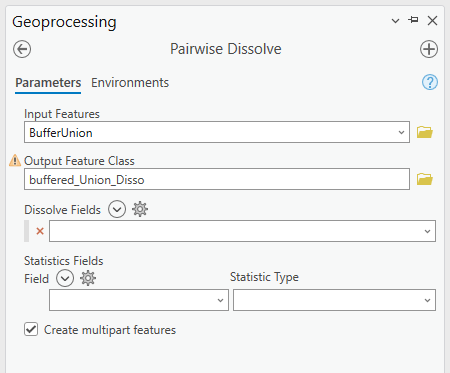 Geoprocessing
Pairwise Dissolve
Parameters Environments
Input Features
BufferUnion
Output Feature Class
buffered_Union_Disso
Dissolve Fields
Statistics Fields
Field Statistic Type
Create multipart features